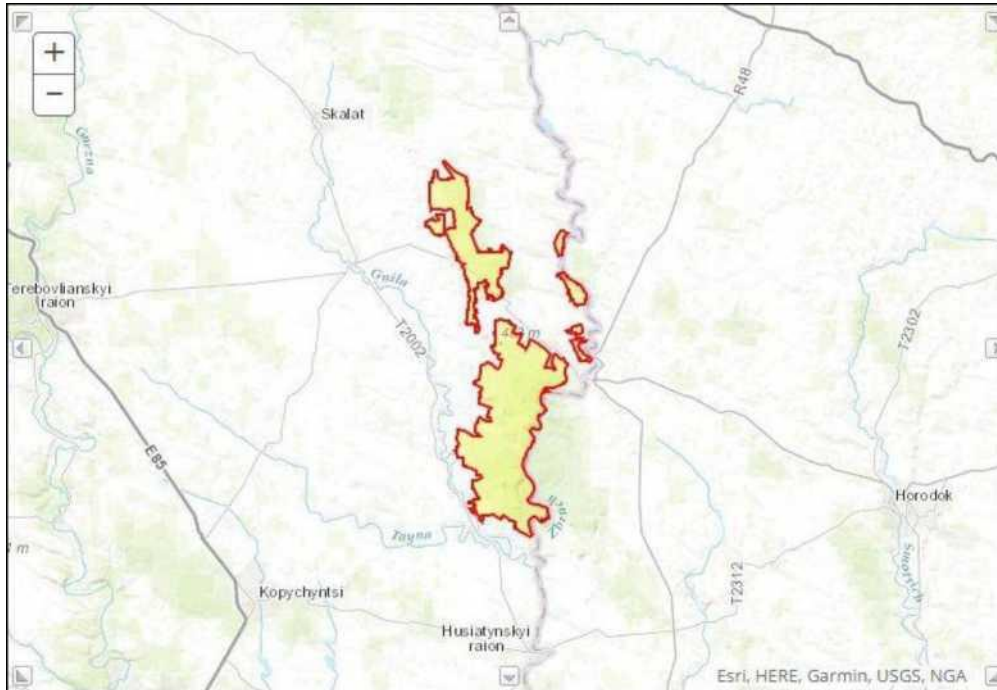 +
−
Skalat
R48
Gnila
Terebovlianskyi
raion
T2002
T2302
E85
Zbruch
Horodok
Tayna
Smotrich
Kopychyntsi
T2312
Husiatynskyi
raion
Esri, HERE, Garmin, USGS, NGA